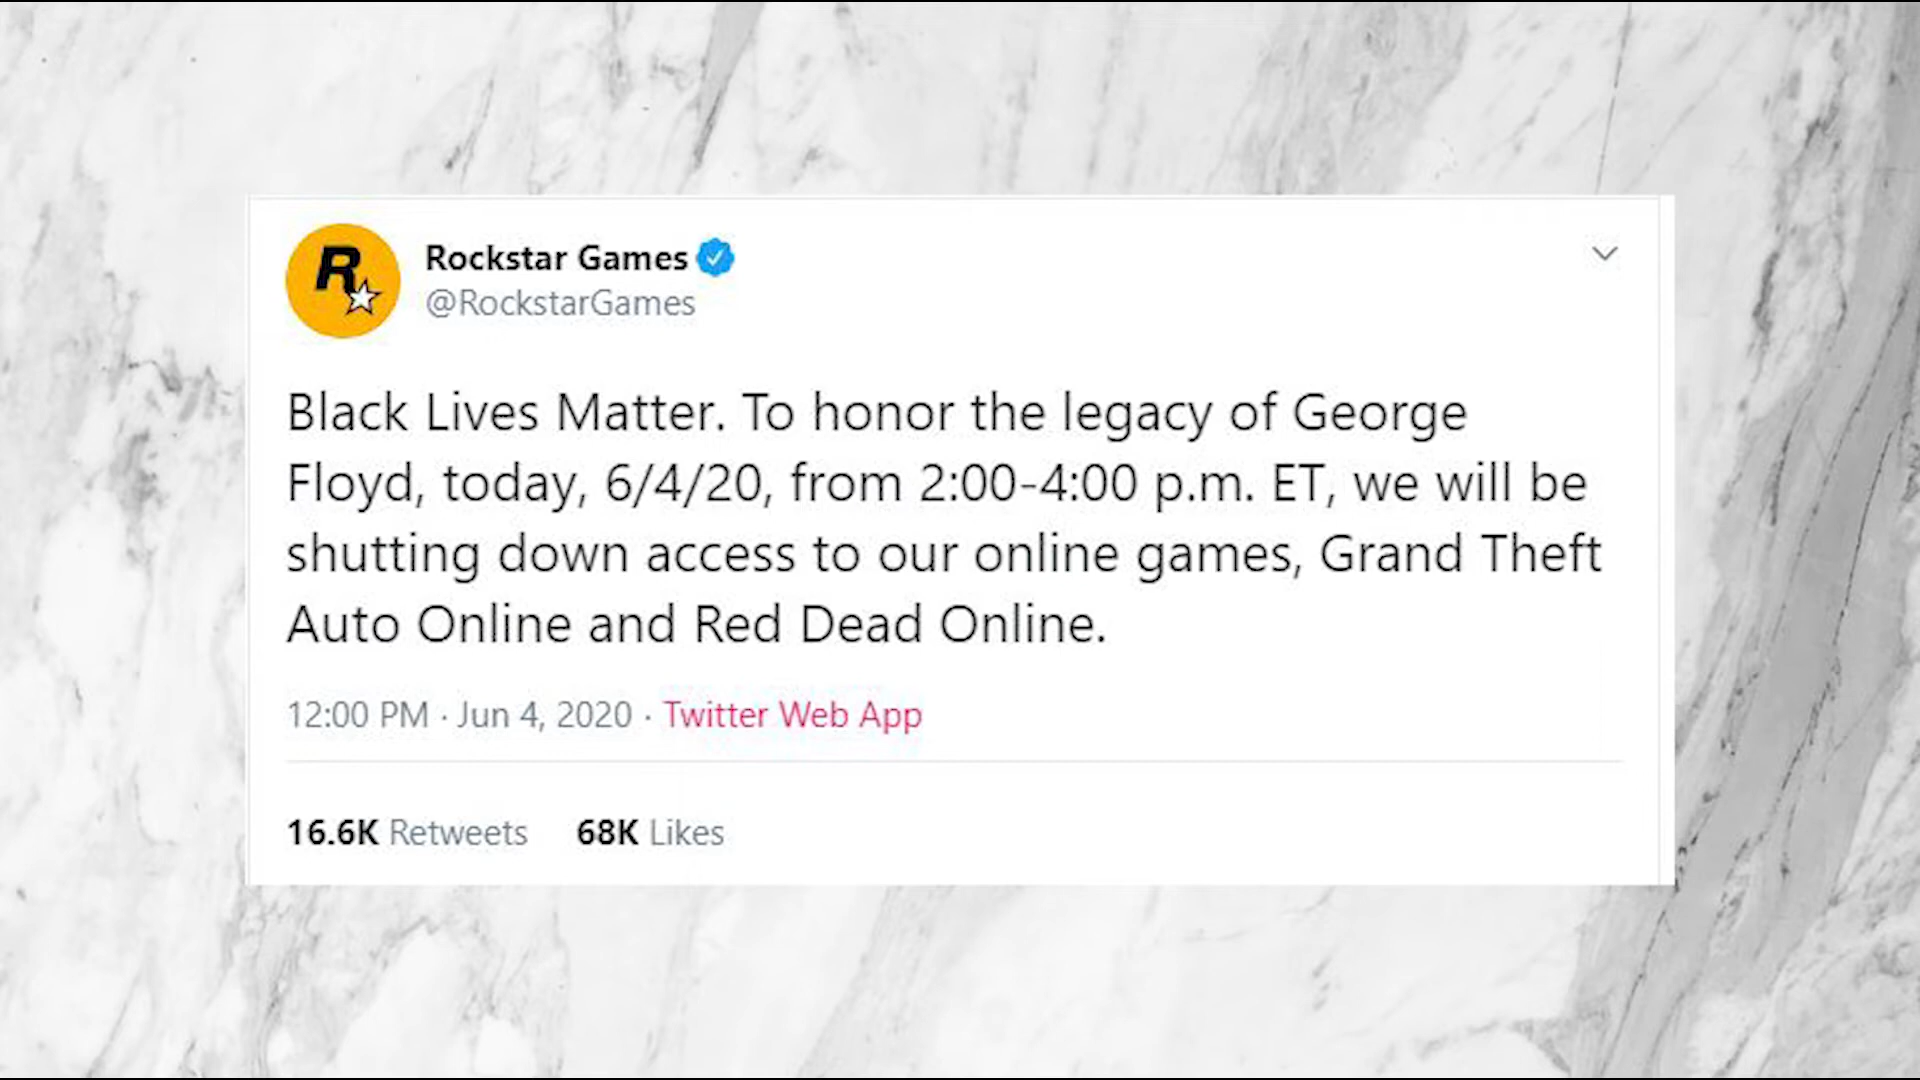 R
Rockstar Games
@RockstarGames
Black Lives Matter. To honor the legacy of George
Floyd, today, 6/4/20, from 2:00-4:00 p.m. ET, we will be
shutting down access to our online games, Grand Theft
Auto Online and Red Dead Online.
12:00 PM · Jun 4, 2020 · Twitter Web App
16.6K Retweets 68K Likes